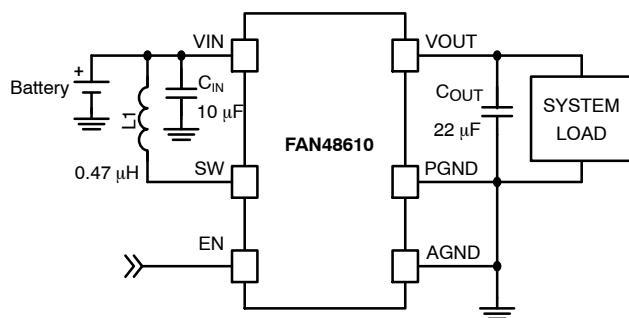 VIN
VOUT
+
Battery
L1
CIN
10 μF
COUT
22 μF
SYSTEM
LOAD
FAN48610
0.47 μH
SW
PGND
EN
AGND